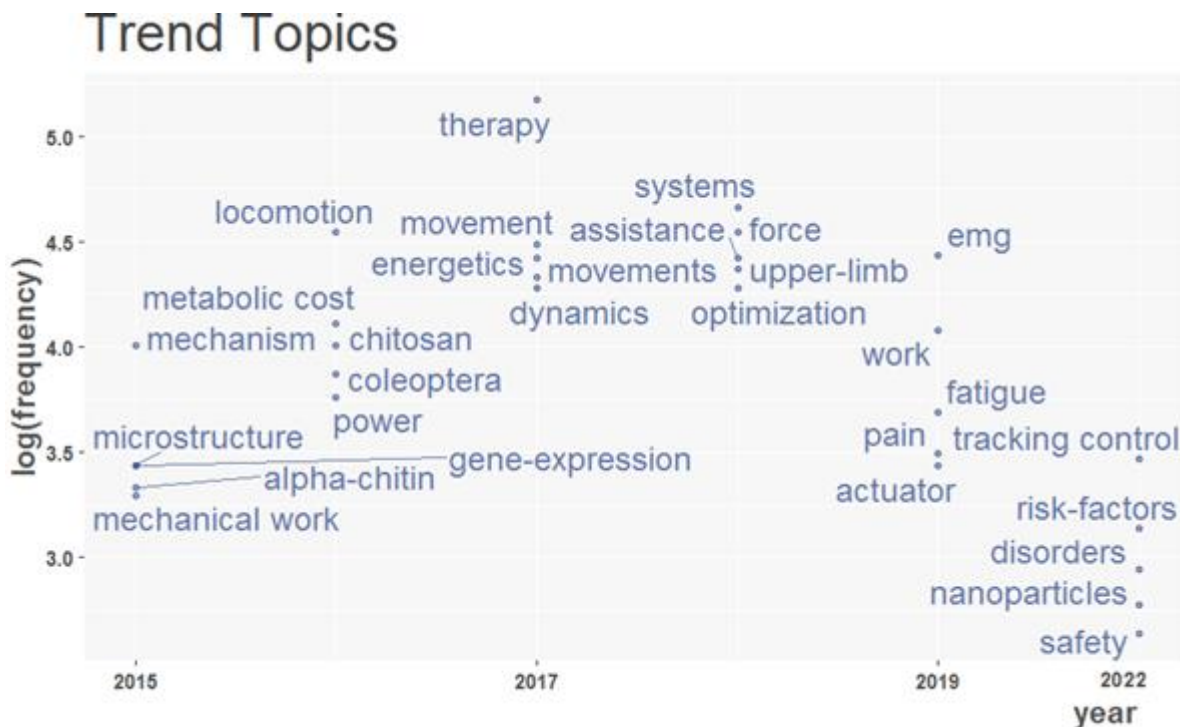 Trend Topics
therapy
5.0
systems
locomotion
movement
assistance
force
emg
4.5
energetics
movements
upper-limb
metabolic cost
dynamics
optimization
mechanism
chitosan
4.0
work
coleoptera
fatigue
power
microstructure
pain
tracking control
3.5
gene-expression
alpha-chitin
actuator
mechanical work
risk-factors
3.0
disorders
nanoparticles
safety
log(frequency)
2015
2017
2019
2022
year